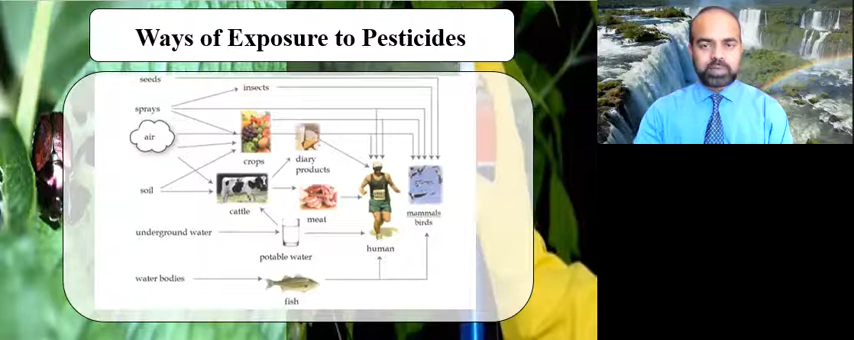 Ways of Exposure to Pesticides
seeds
insects
sprays
air
crops
diary
products
soil
cattle
meat
mammals
birds
underground water
human
potable water
water bodies
fish